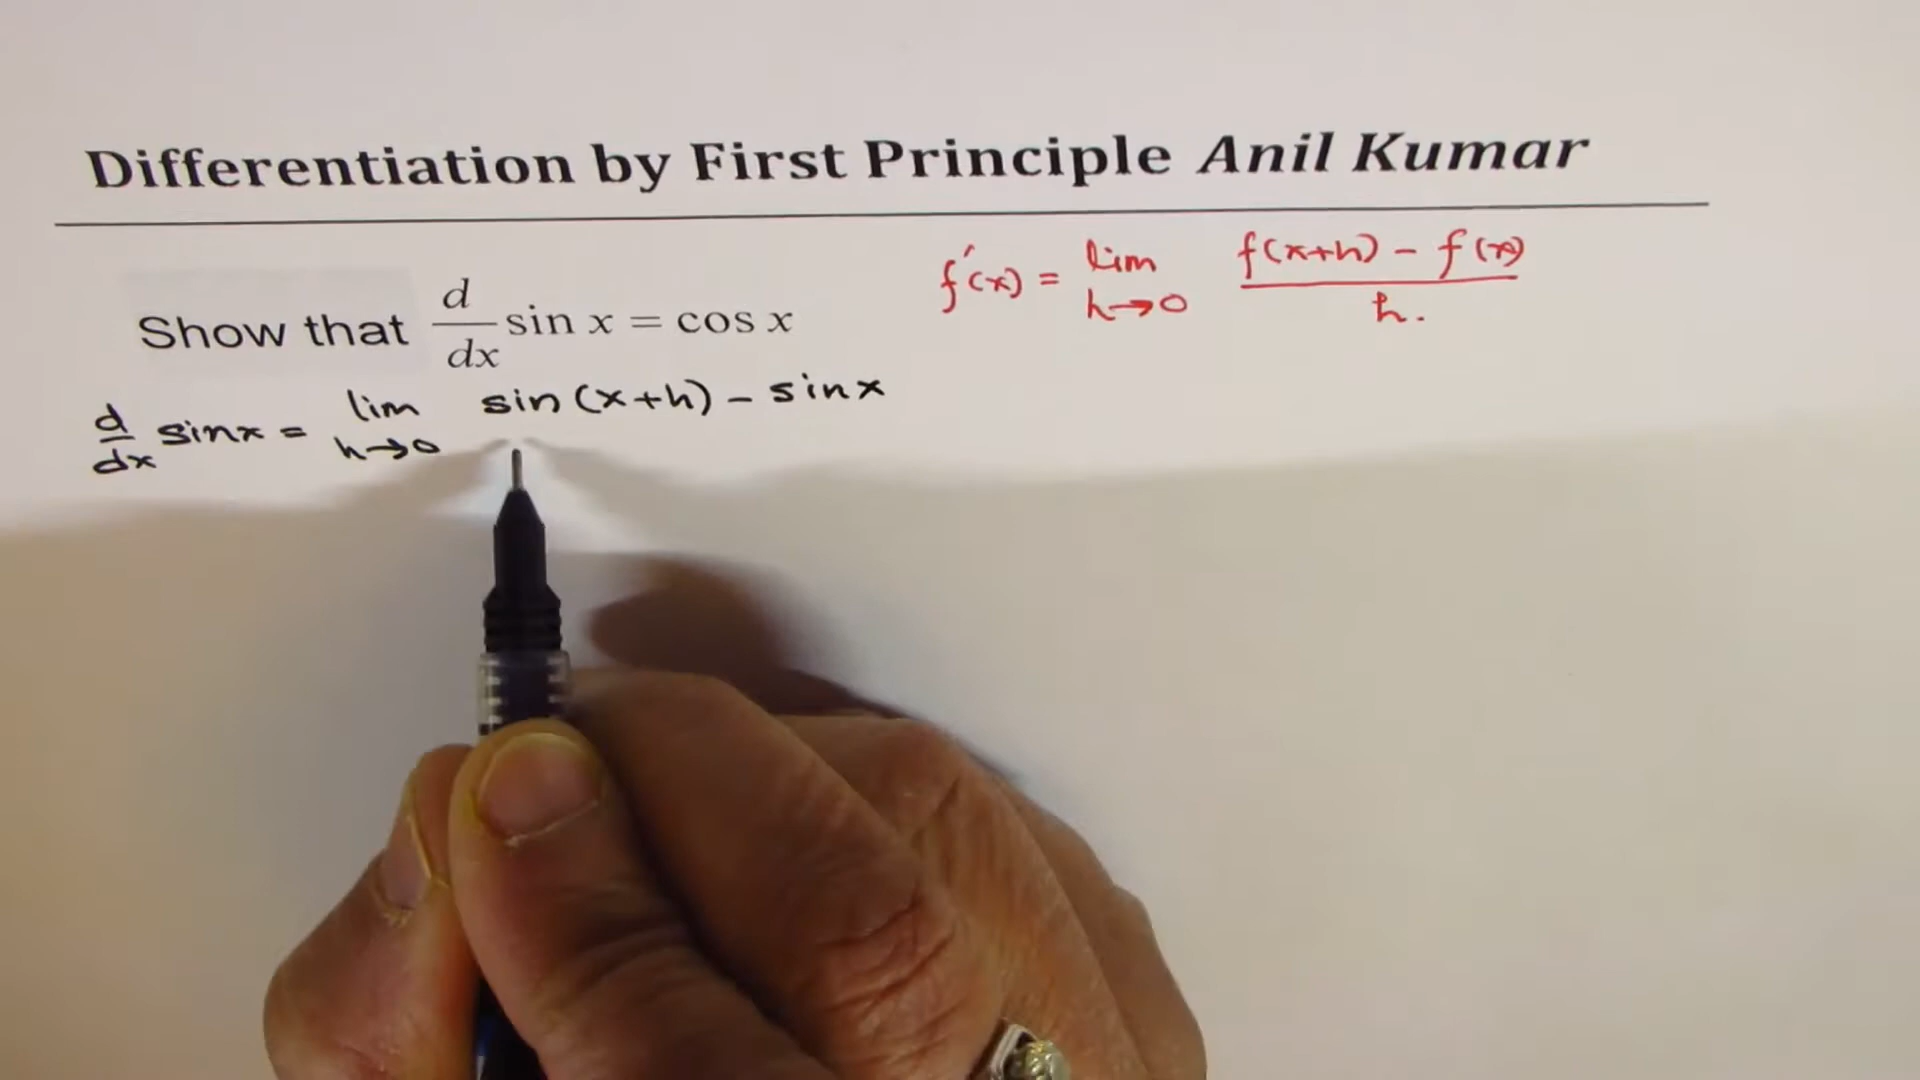 Differentiation by First Principle Anil Kumar
f'(x) = lim h→0 f(x+h) - f(x) / h.
Show that d/dx sin x = cos x
d/dx sinx = lim h→0 sin(x+h) - sinx